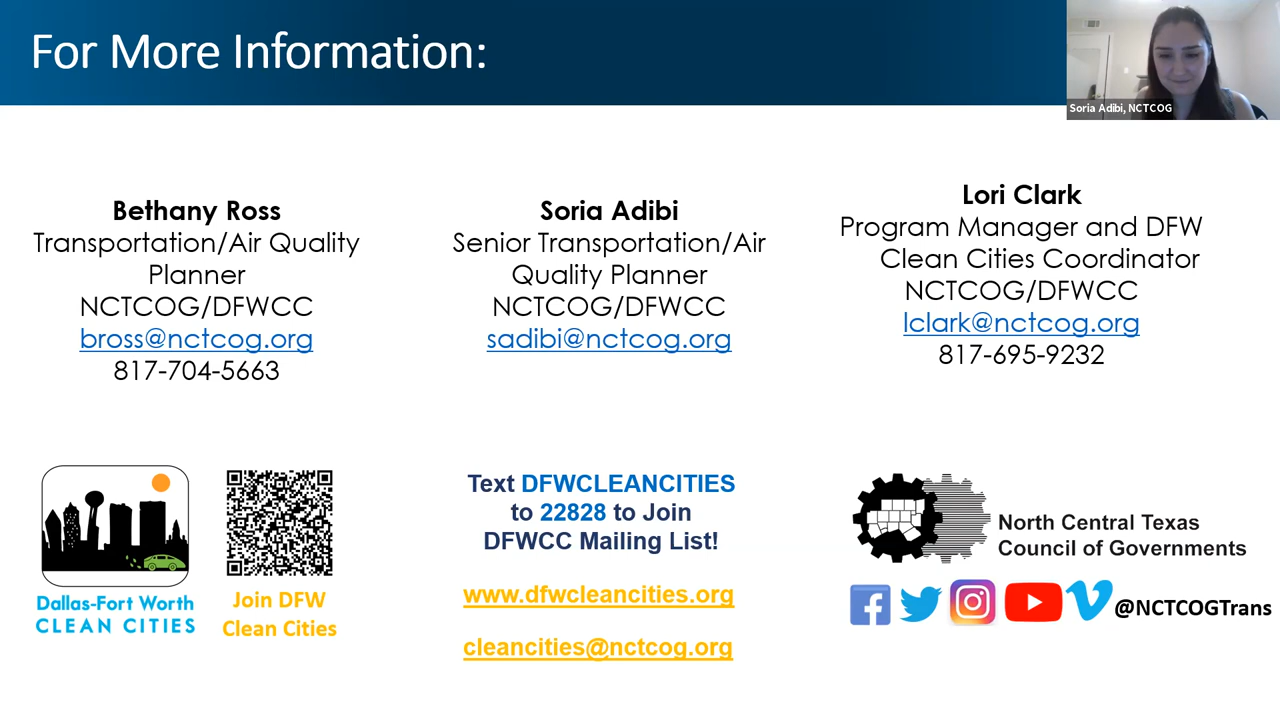 For More Information:
Soria Adibi, NCTCOG
Bethany Ross
Transportation/Air Quality
Planner
NCTCOG/DFWCC
bross@nctcog.org
817-704-5663
Soria Adibi
Senior Transportation/Air
Quality Planner
NCTCOG/DFWCC
sadibi@nctcog.org
Lori Clark
Program Manager and DFW
Clean Cities Coordinator
NCTCOG/DFWCC
lclark@nctcog.org
817-695-9232
Dallas-Fort Worth
CLEAN CITIES
Join DFW
Clean Cities
Text DFWCLEANCITIES
to 22828 to Join
DFWCC Mailing List!
www.dfwcleancities.org
cleancities@nctcog.org
North Central Texas
Council of Governments
@NCTCOGTrans